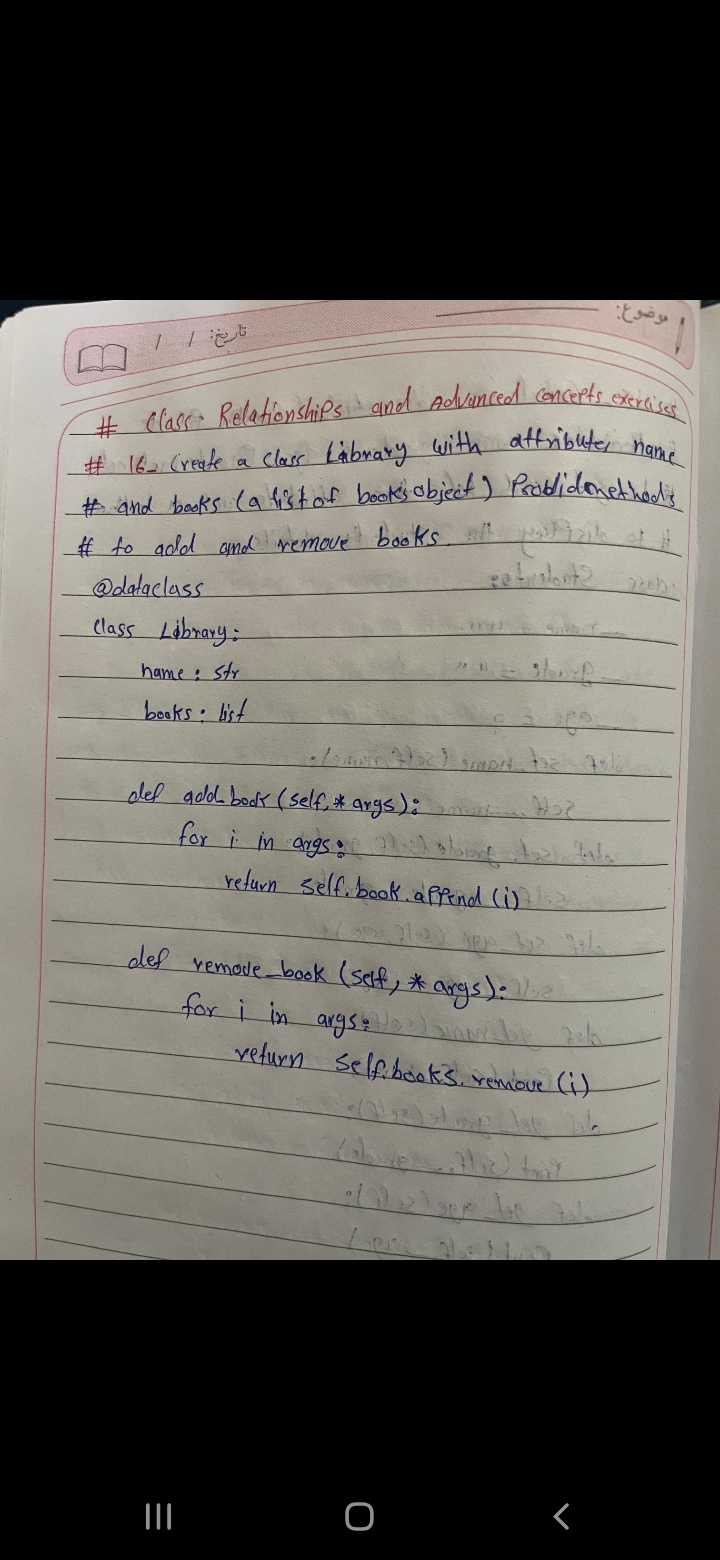 موضوع:
تاریخ: / /
# Class Relationships and Advanced concepts exercises
# 16_ Create a class Library with attribute, name
# and books (a list of books object)
# to add and remove books.
@dataclass
class Library:
name: str
books: list
def add_book (self, * args):
for i in args:
return self.book.append (i)
def remove_book (self, * args):
for i in args:
return self.books.remove (i)